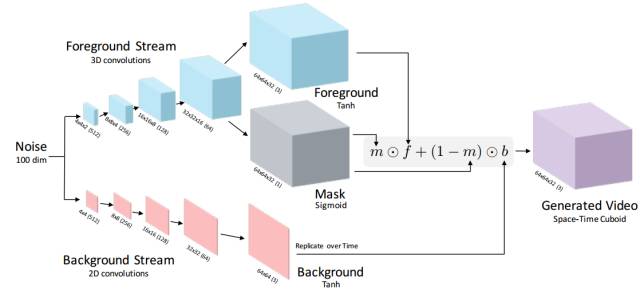 Foreground Stream
3D convolutions
4x4x2 (512)
8x8x4 (256)
16x16x8 (128)
32x32x16 (64)
64x64x32 (3)
Foreground
Tanh
64x64x32 (1)
Mask
Sigmoid
Noise
100 dim
m ⊙ f + (1 − m) ⊙ b
64x64x32 (3)
Generated Video
Space-Time Cuboid
4x4 (512)
8x8 (256)
16x16 (128)
32x32 (64)
64x64 (3)
Replicate over Time
Background Stream
2D convolutions
Background
Tanh